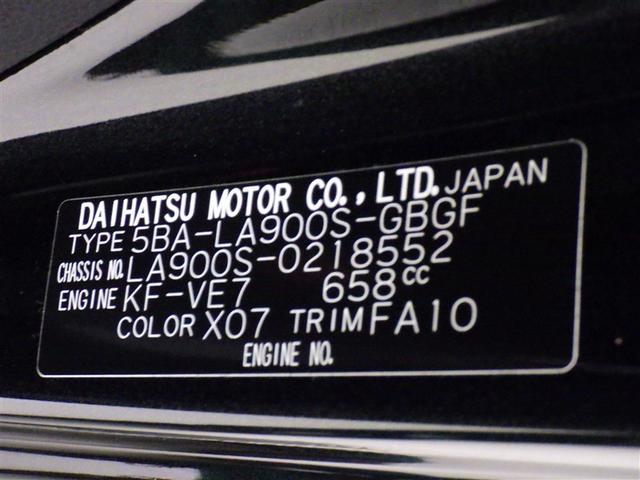 DAIHATSU MOTOR CO., LTD. JAPAN
TYPE 5BA-LA900S-GBGF
CHASSIS NO. LA900S-0218552
ENGINE KF-VE7 658cc
COLOR X07 TRIM FA10
ENGINE NO.